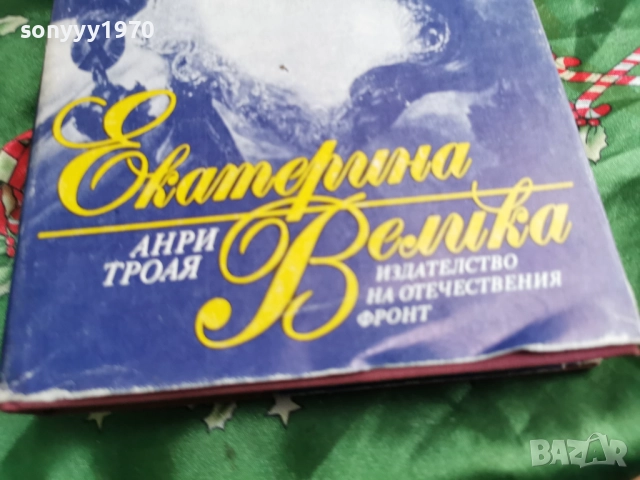 sonyyy1970
Екатерина
Велика
АНРИ
ТРОАЯ
ИЗДАТЕЛСТВО
НА ОТЕЧЕСТВЕНИЯ
ФРОНТ
BAZAR